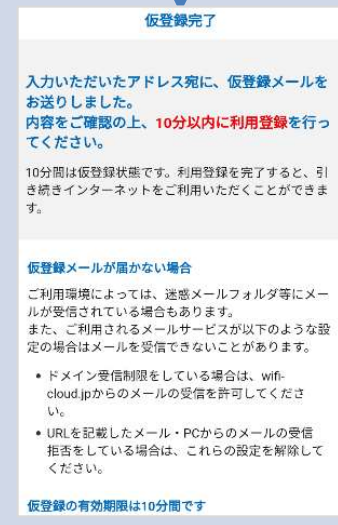 仮登録完了
入力いただいたアドレス宛に、仮登録メールを
お送りしました。
内容をご確認の上、10分以内に利用登録を行っ
てください。
10分間は仮登録状態です。利用登録を完了すると、引
き続きインターネットをご利用いただくことができま
す。
仮登録メールが届かない場合
ご利用環境によっては、迷惑メールフォルダ等にメー
ルが受信されている場合もあります。
また、ご利用されるメールサービスが以下のような設
定の場合はメールを受信できないことがあります。
• ドメイン受信制限をしている場合は、wifi-
cloud.jpからのメールの受信を許可してくださ
い。
• URLを記載したメール・PCからのメールの受信
拒否をしている場合は、これらの設定を解除して
ください。
仮登録の有効期限は10分間です